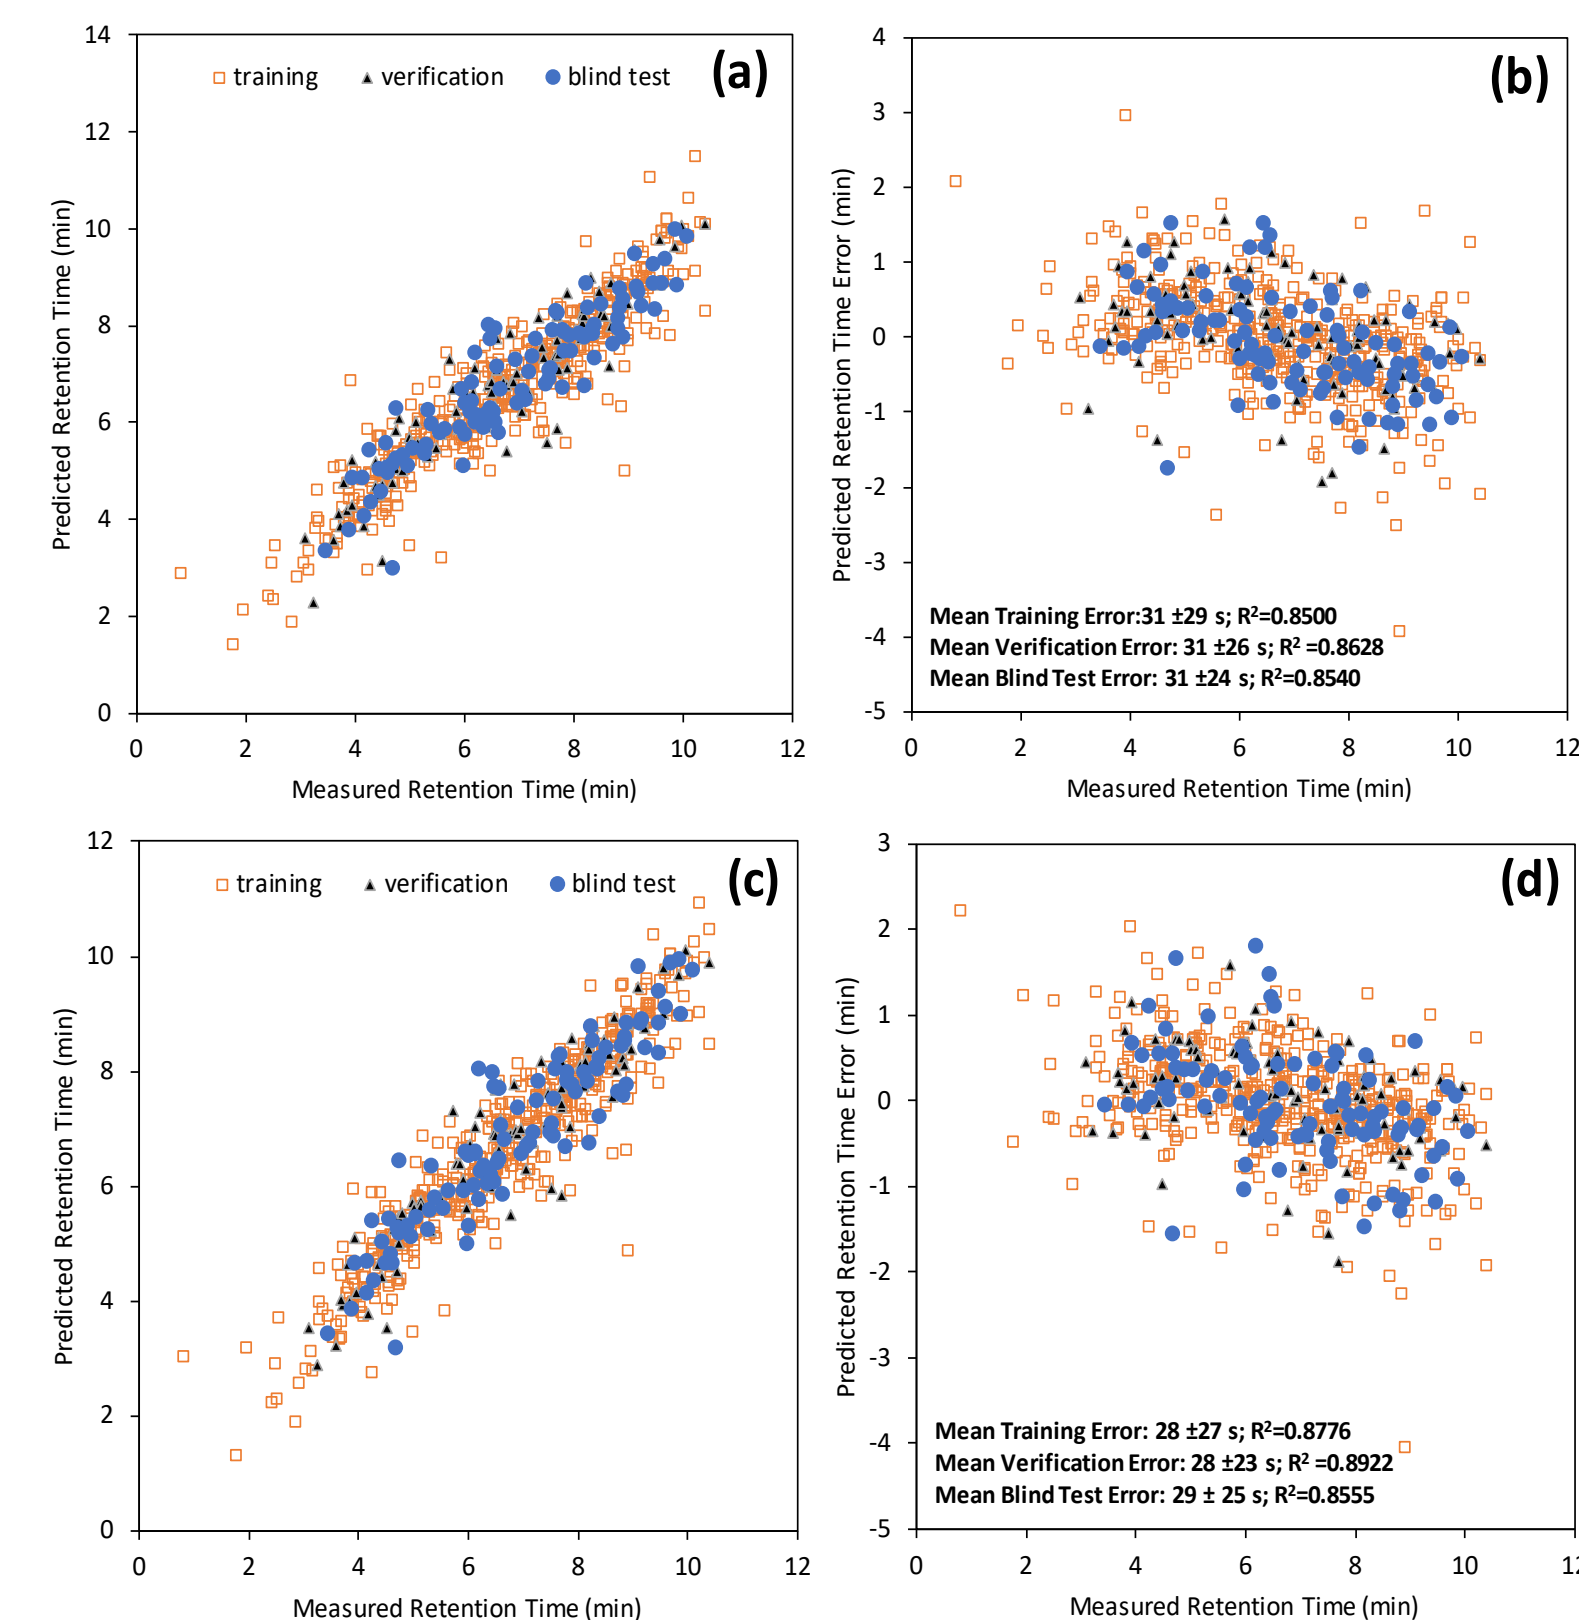 14
12
10
8
6
4
2
0
0 2 4 6 8 10 12
Predicted Retention Time (min)
Measured Retention Time (min)
training verification blind test (a)
4
3
2
1
0
-1
-2
-3
-4
-5
0 2 4 6 8 10 12
Predicted Retention Time Error (min)
Measured Retention Time (min)
(b)
Mean Training Error:31 ±29 s; R²=0.8500
Mean Verification Error: 31 ±26 s; R² =0.8628
Mean Blind Test Error: 31 ±24 s; R²=0.8540
12
10
8
6
4
2
0
0 2 4 6 8 10 12
Predicted Retention Time (min)
Measured Retention Time (min)
training verification blind test (c)
3
2
1
0
-1
-2
-3
-4
-5
0 2 4 6 8 10 12
Predicted Retention Time Error (min)
Measured Retention Time (min)
(d)
Mean Training Error: 28 ±27 s; R²=0.8776
Mean Verification Error: 28 ±23 s; R² =0.8922
Mean Blind Test Error: 29 ± 25 s; R²=0.8555